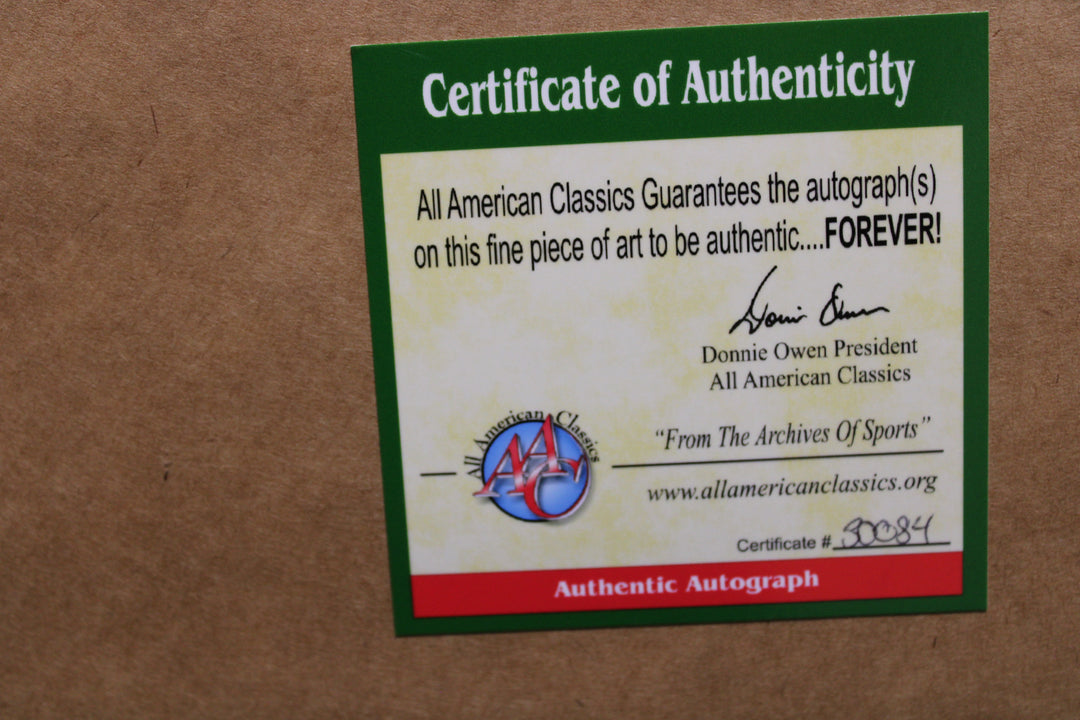 Certificate of Authenticity
All American Classics Guarantees the autograph(s)
on this fine piece of art to be authentic....FOREVER!
Donnie Owen
Donnie Owen President
All American Classics
All American Classics
AAC
"From The Archives Of Sports"
www.allamericanclassics.org
Certificate # 30084
Authentic Autograph